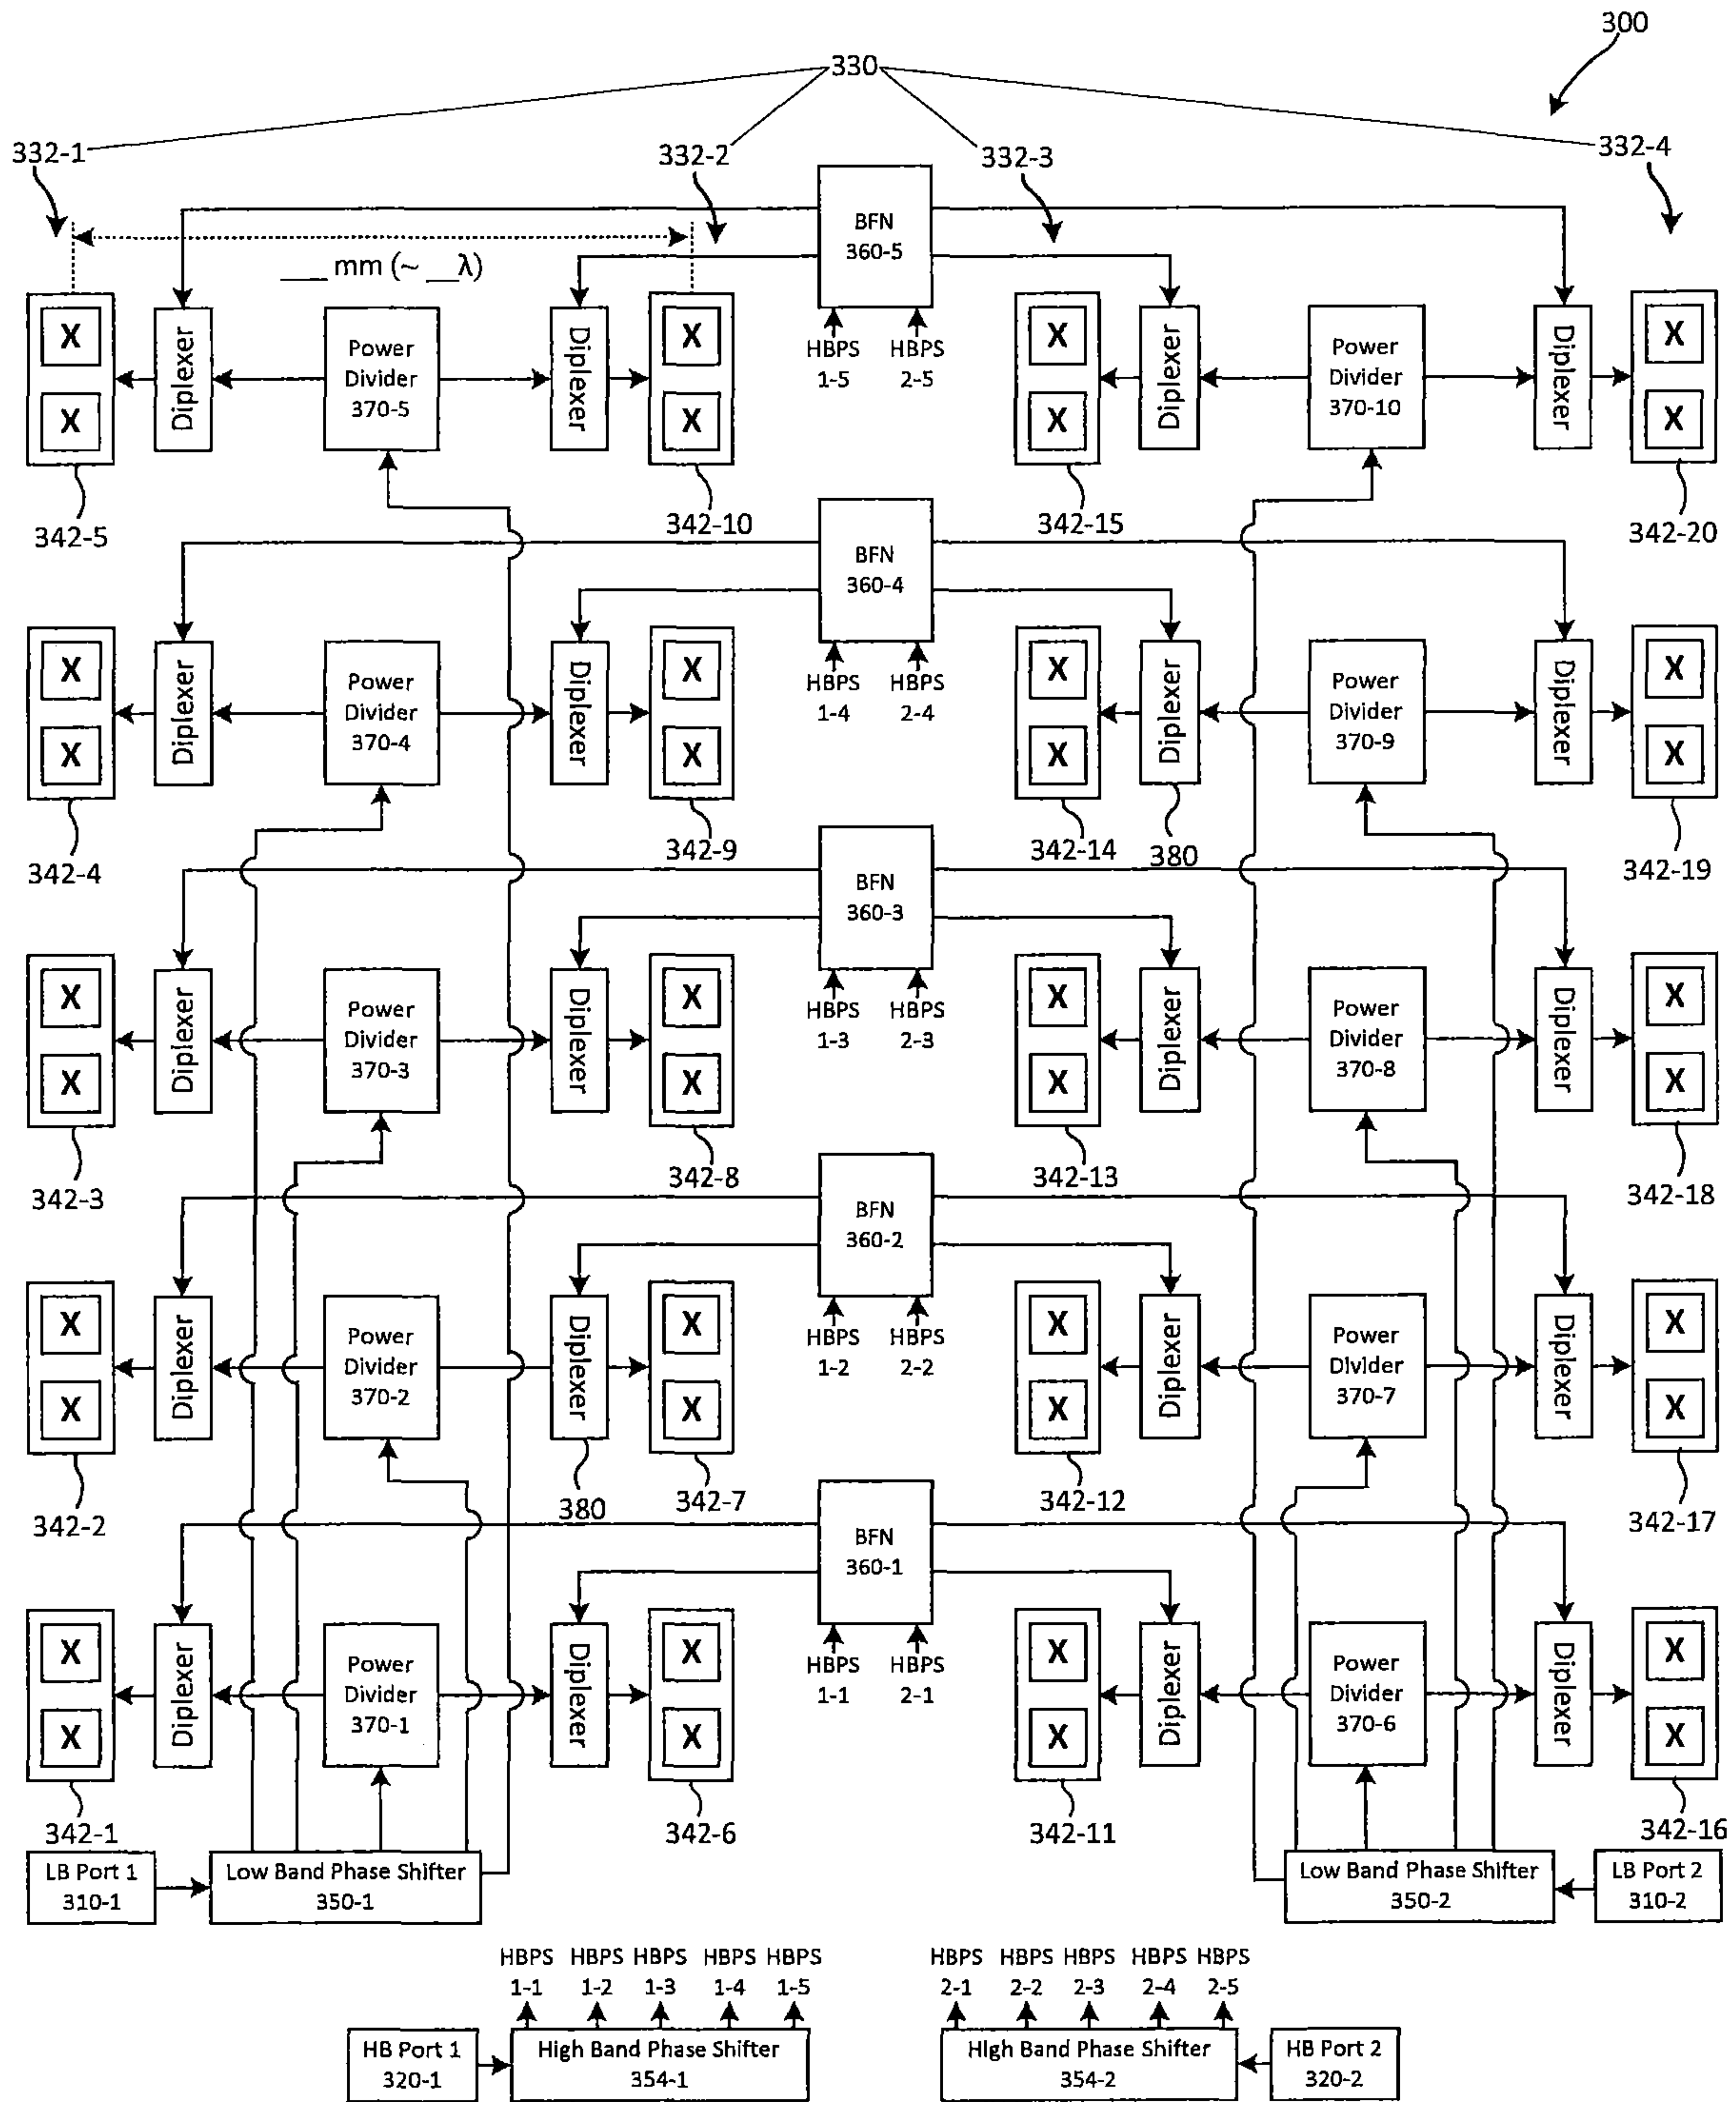 300
330
332-1
332-2
332-3
332-4
BFN
360-5
___ mm (~ __λ)
X
X
Diplexer
Power
Divider
370-5
Diplexer
X
X
HBPS
1-5
HBPS
2-5
X
X
Diplexer
Power
Divider
370-10
Diplexer
X
X
342-5
342-10
342-15
342-20
BFN
360-4
X
X
Diplexer
Power
Divider
370-4
Diplexer
X
X
HBPS
1-4
HBPS
2-4
X
X
Diplexer
Power
Divider
370-9
Diplexer
X
X
342-4
342-9
342-14
380
342-19
BFN
360-3
X
X
Diplexer
Power
Divider
370-3
Diplexer
X
X
HBPS
1-3
HBPS
2-3
X
X
Diplexer
Power
Divider
370-8
Diplexer
X
X
342-3
342-8
342-13
342-18
BFN
360-2
X
X
Diplexer
Power
Divider
370-2
Diplexer
X
X
HBPS
1-2
HBPS
2-2
X
X
Diplexer
Power
Divider
370-7
Diplexer
X
X
342-2
380
342-7
342-12
342-17
BFN
360-1
X
X
Diplexer
Power
Divider
370-1
Diplexer
X
X
HBPS
1-1
HBPS
2-1
X
X
Diplexer
Power
Divider
370-6
Diplexer
X
X
342-1
342-6
342-11
342-16
LB Port 1
310-1
Low Band Phase Shifter
350-1
Low Band Phase Shifter
350-2
LB Port 2
310-2
HBPS HBPS HBPS HBPS HBPS
1-1 1-2 1-3 1-4 1-5
HBPS HBPS HBPS HBPS HBPS
2-1 2-2 2-3 2-4 2-5
HB Port 1
320-1
High Band Phase Shifter
354-1
High Band Phase Shifter
354-2
HB Port 2
320-2